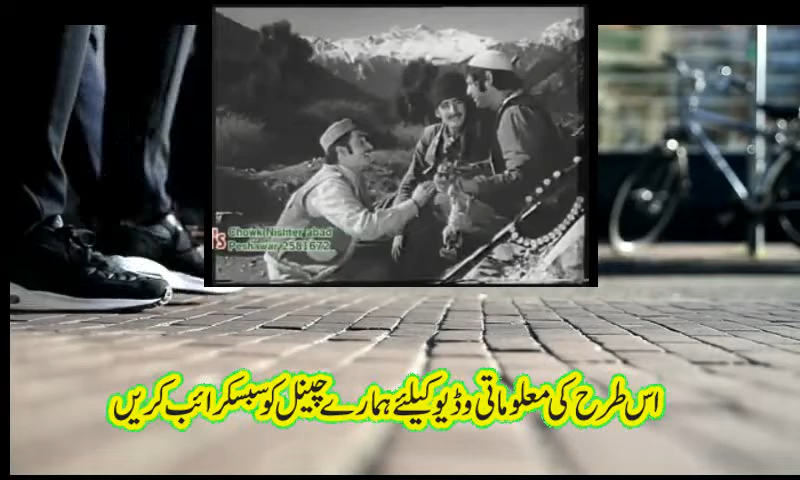 's Chowki Nishter abad
Peshawar 2581672
اس طرح کی معلوماتی وڈیو کیلئے ہمارے چینل کو سبسکرائب کریں